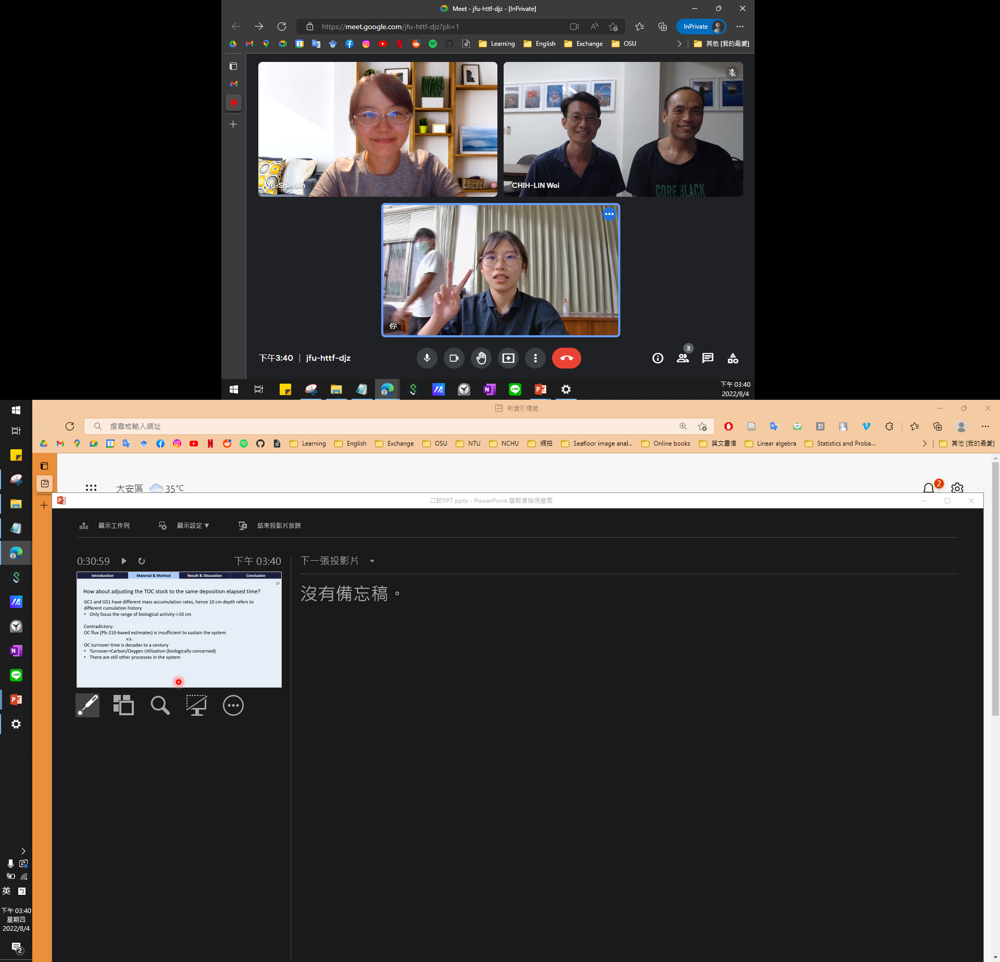 Meet - jfu-httf-djz - [InPrivate]
https://meet.google.com/jfu-httf-djz?pli=1
InPrivate
Learning
English
Exchange
OSU
其他 [我的最愛]
Yu-Shih Lin
CHIH-LIN Wei
CORE BLACK
你
下午3:40 | jfu-httf-djz
3
下午 03:40
2022/8/4
新索引標籤
搜尋或輸入網址
Learning
English
Exchange
OSU
NTU
NCHU
網拍
Seafloor image anal...
Online books
英文書信
Linear algebra
Statistics and Proba...
其他 [我的最愛]
大安區 35°C
2
口試PPT.pptx - PowerPoint 簡報者檢視畫面
顯示工作列
顯示設定 ▼
結束投影片放映
0:30:59
下午 03:40
下一張投影片
沒有備忘稿。
Introduction
Material & Method
Result & Discussion
Conclusion
37
How about adjusting the TOC stock to the same deposition elapsed time?
GC1 and GS1 have different mass accumulation rates, hence 10 cm depth refers to
different cumulation history
• Only focus the range of biological activity->10 cm
Contradictory:
OC flux (Pb-210-based estimates) is insufficient to sustain the system
v.s.
OC turnover time is decades to a century
• Turnover=Carbon/Oxygen Utilization (biologically concerned)
• There are still other processes in the system
英
下午 03:40
星期四
2022/8/4
2